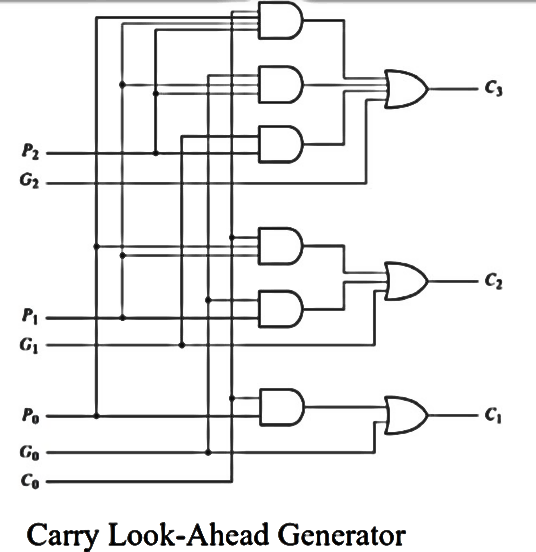 C₃
P₂
G₂
C₂
P₁
G₁
P₀
C₁
G₀
C₀
Carry Look-Ahead Generator